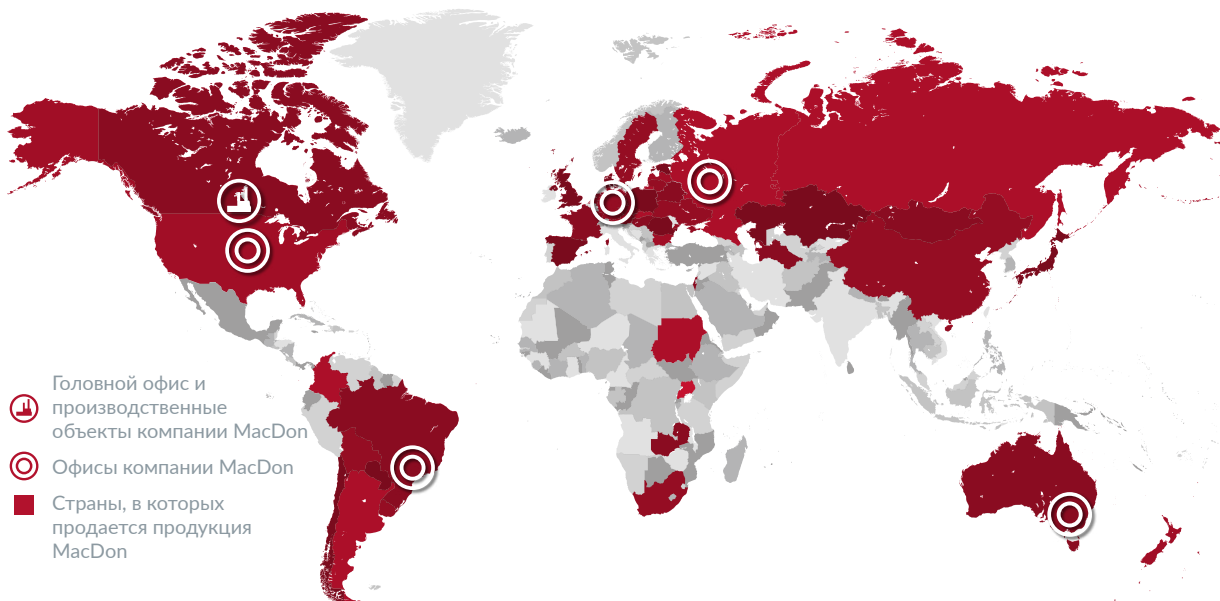 Головной офис и
производственные
объекты компании MacDon
Офисы компании MacDon
Страны, в которых
продается продукция
MacDon